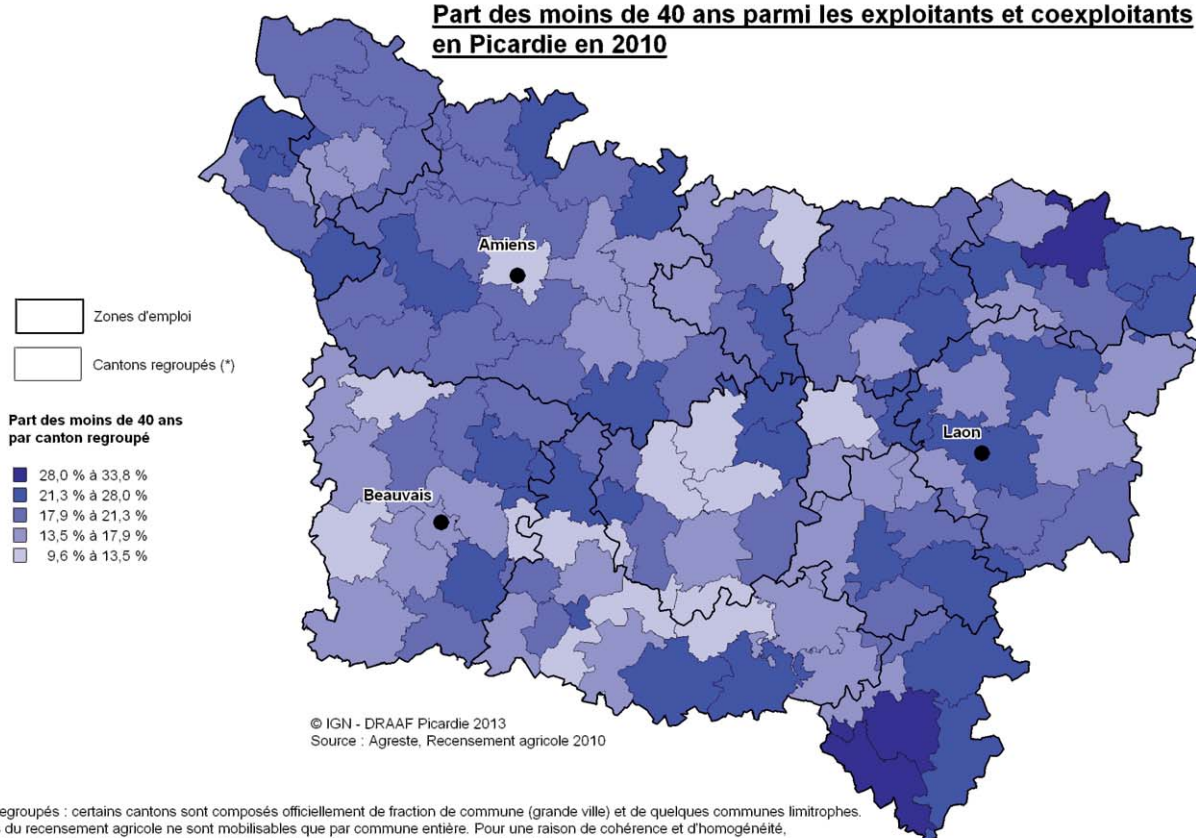 Part des moins de 40 ans parmi les exploitants et coexploitants
en Picardie en 2010
Amiens
Zones d'emploi
Cantons regroupés (*)
Part des moins de 40 ans
par canton regroupé
28,0 % à 33,8 %
21,3 % à 28,0 %
17,9 % à 21,3 %
13,5 % à 17,9 %
9,6 % à 13,5 %
Laon
Beauvais
© IGN - DRAAF Picardie 2013
Source : Agreste, Recensement agricole 2010
egroupés : certains cantons sont composés officiellement de fraction de commune (grande ville) et de quelques communes limitrophes.
du recensement agricole ne sont mobilisables que par commune entière. Pour une raison de cohérence et d'homogénéité,